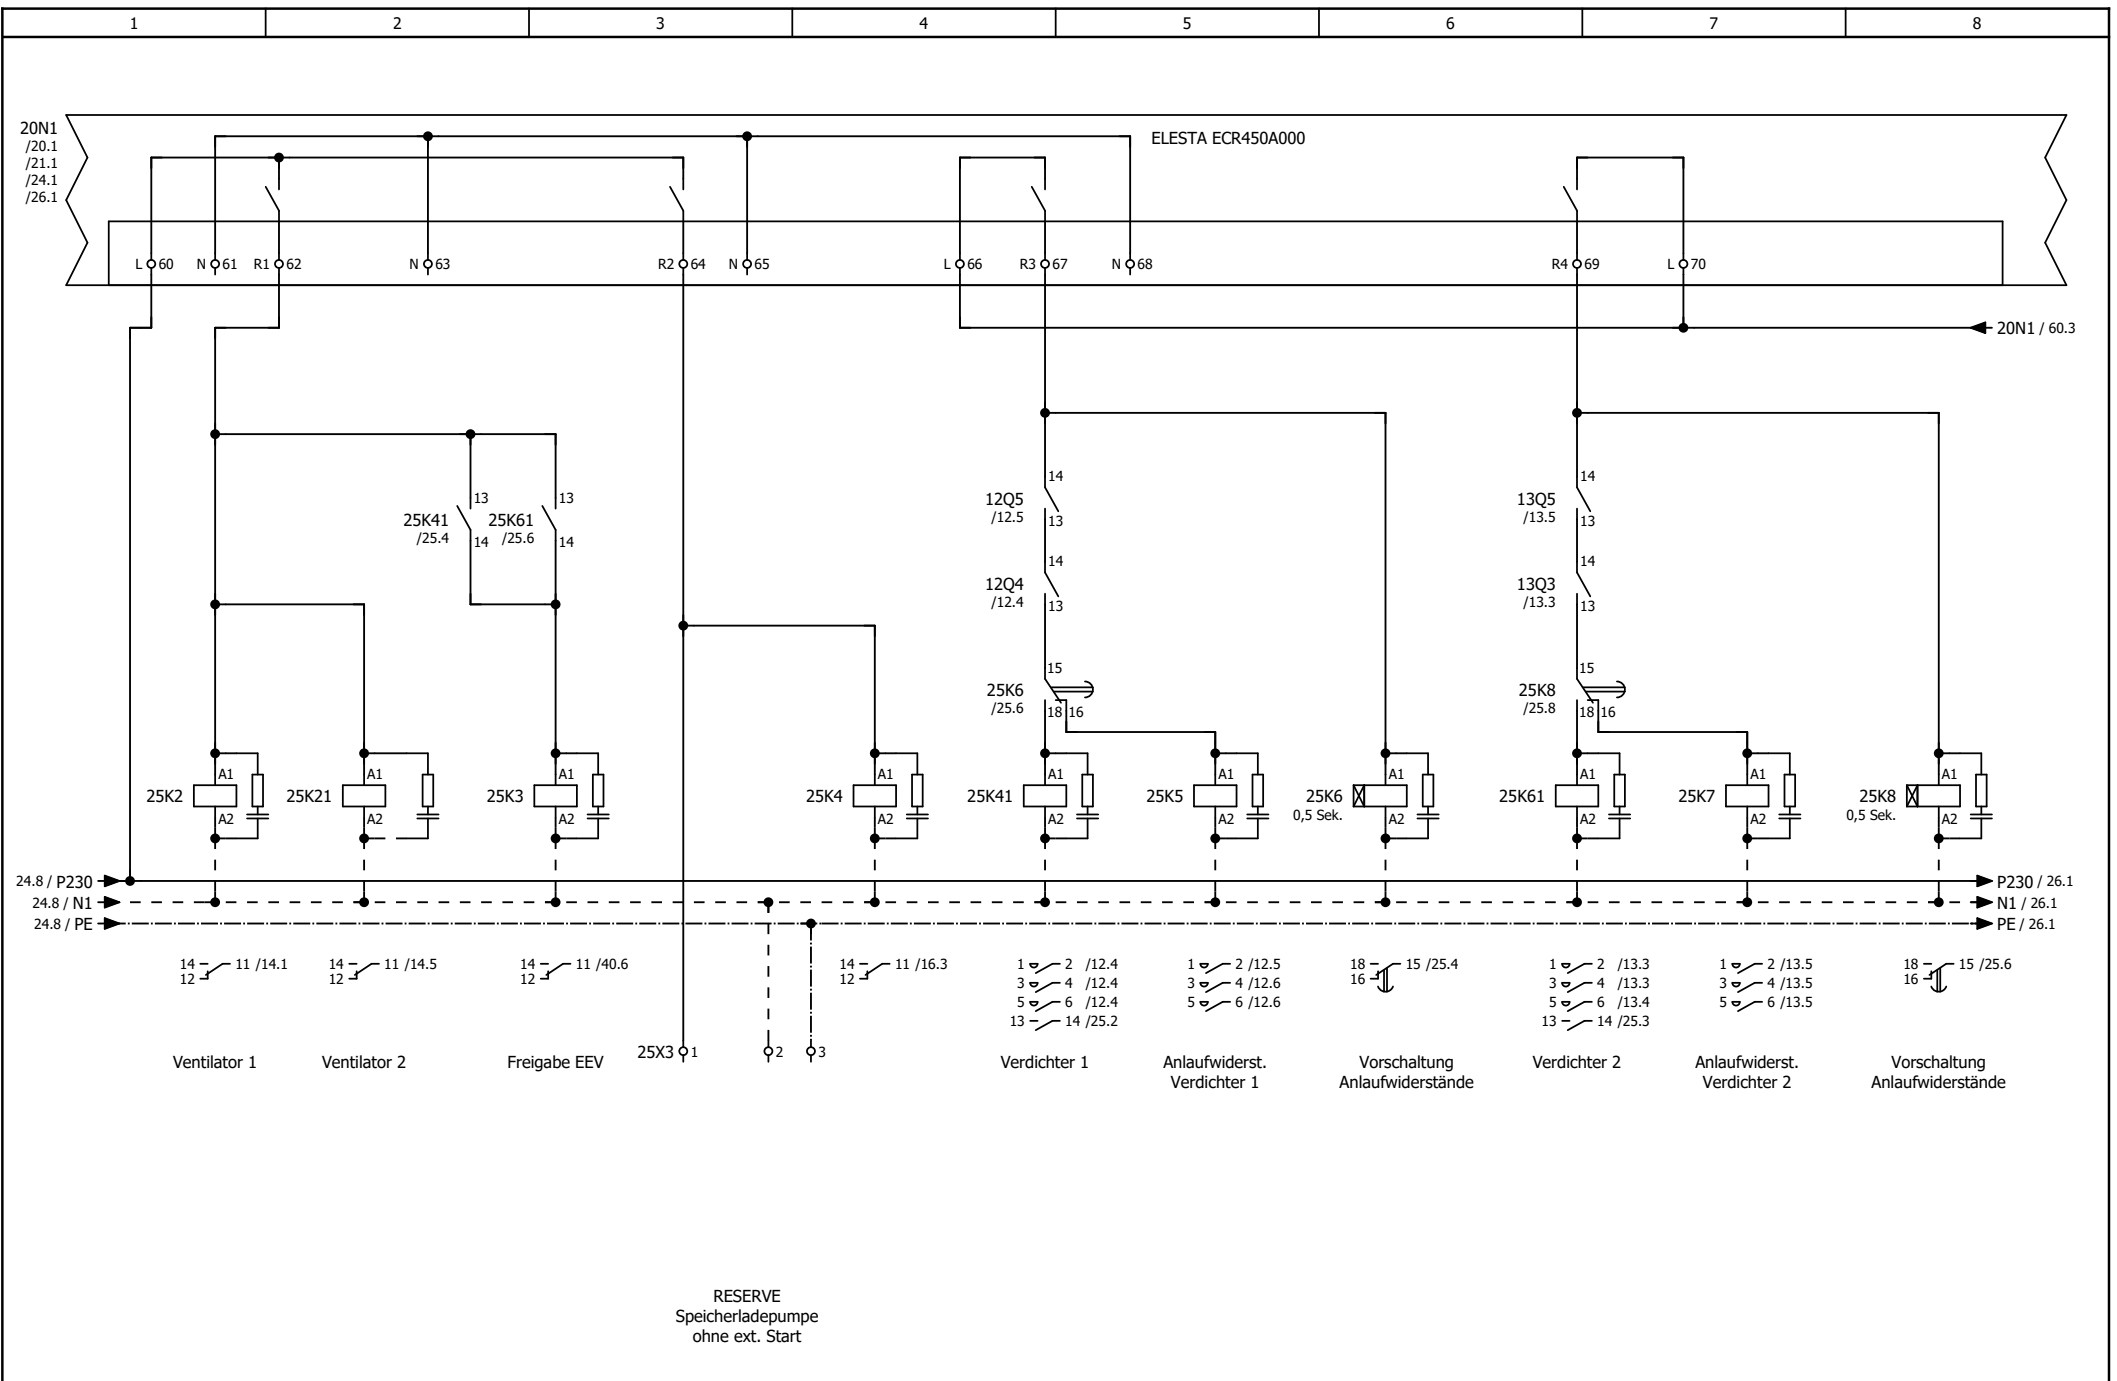 1 2 3 4 5 6 7 8
20N1
/20.1
/21.1
/24.1
/26.1
ELESTA ECR450A000
L 60 N 61 R1 62 N 63 R2 64 N 65 L 66 R3 67 N 68 R4 69 L 70
20N1 / 60.3
25K41
/25.4
13
14
25K61
/25.6
13
14
12Q5
/12.5
14
13
12Q4
/12.4
14
13
25K6
/25.6
15
18 16
13Q5
/13.5
14
13
13Q3
/13.3
14
13
25K8
/25.8
15
18 16
25K2 A1 A2
25K21 A1 A2
25K3 A1 A2
25K4 A1 A2
25K41 A1 A2
25K5 A1 A2
25K6 A1 A2
0,5 Sek.
25K61 A1 A2
25K7 A1 A2
25K8 A1 A2
0,5 Sek.
24.8 / P230
24.8 / N1
24.8 / PE
P230 / 26.1
N1 / 26.1
PE / 26.1
14 11 /14.1
12
14 11 /14.5
12
14 11 /40.6
12
14 11 /16.3
12
1 2 /12.4
3 4 /12.4
5 6 /12.4
13 14 /25.2
1 2 /12.5
3 4 /12.6
5 6 /12.6
18 15 /25.4
16
1 2 /13.3
3 4 /13.3
5 6 /13.4
13 14 /25.3
1 2 /13.5
3 4 /13.5
5 6 /13.5
18 15 /25.6
16
Ventilator 1
Ventilator 2
Freigabe EEV
25X3 1 2 3
Verdichter 1
Anlaufwiderst.
Verdichter 1
Vorschaltung
Anlaufwiderstände
Verdichter 2
Anlaufwiderst.
Verdichter 2
Vorschaltung
Anlaufwiderstände
RESERVE
Speicherladepumpe
ohne ext. Start